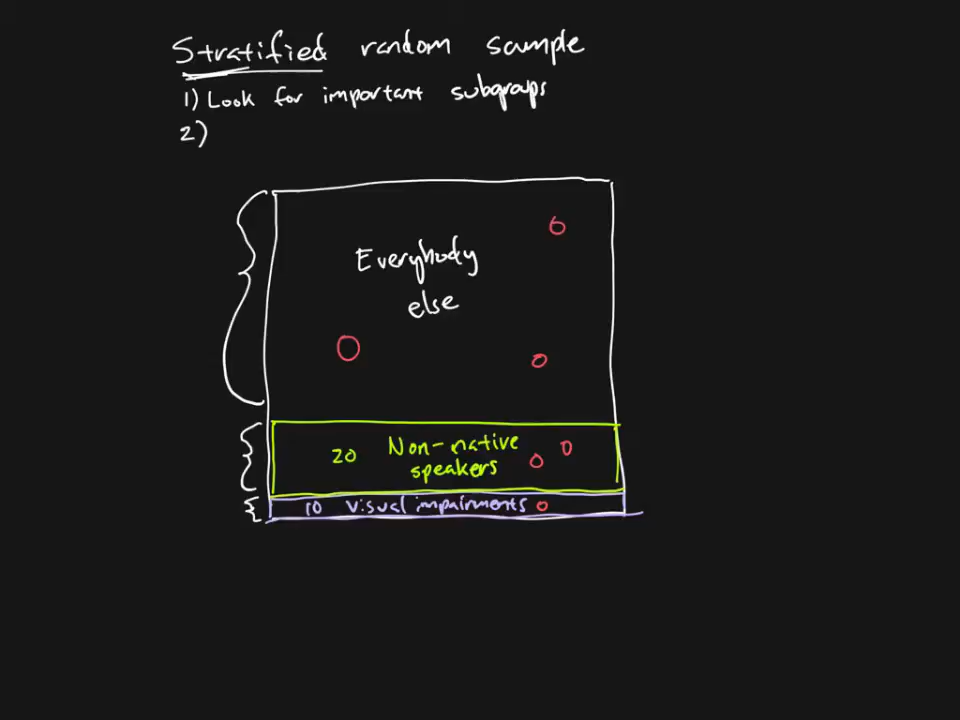 Stratified random sample
1) Look for important subgroups
2)
Everybody
else
20 Non-native
speakers
10 visual impairments